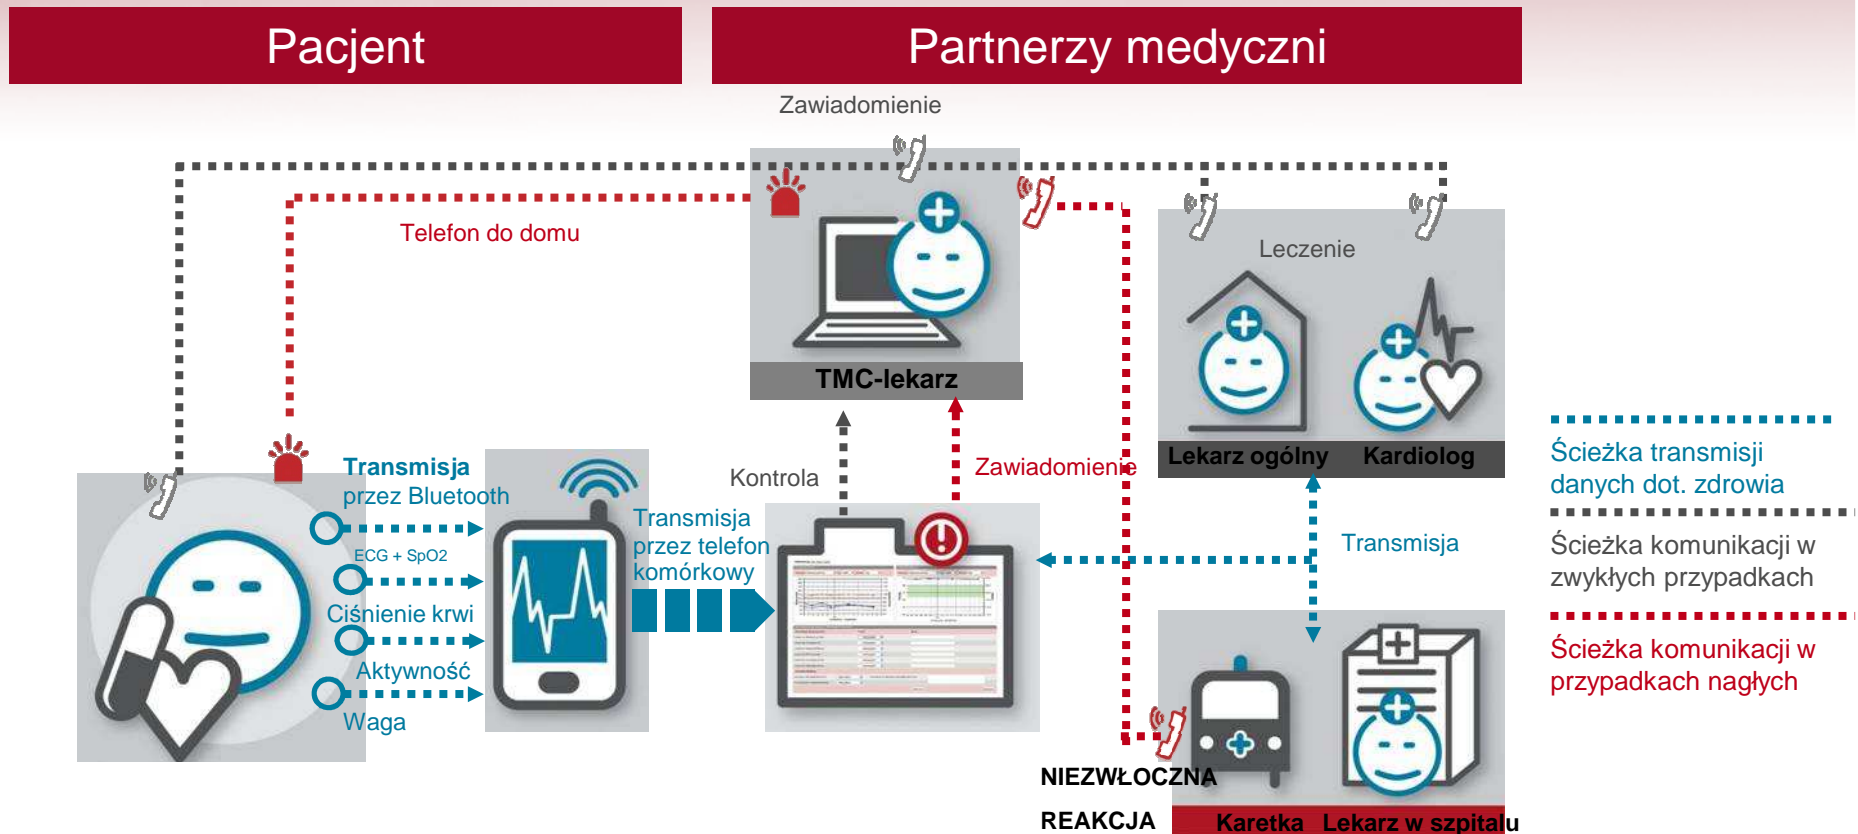 Pacjent
Partnerzy medyczni
Zawiadomienie
Telefon do domu
TMC-lekarz
Leczenie
Lekarz ogólny
Kardiolog
Transmisja
przez Bluetooth
ECG + SpO2
Ciśnienie krwi
Aktywność
Waga
Transmisja
przez telefon
komórkowy
Kontrola
Zawiadomienie
Transmisja
NIEZWŁOCZNA
REAKCJA
Karetka
Lekarz w szpitalu
Ścieżka transmisji
danych dot. zdrowia
Ścieżka komunikacji w
zwykłych przypadkach
Ścieżka komunikacji w
przypadkach nagłych